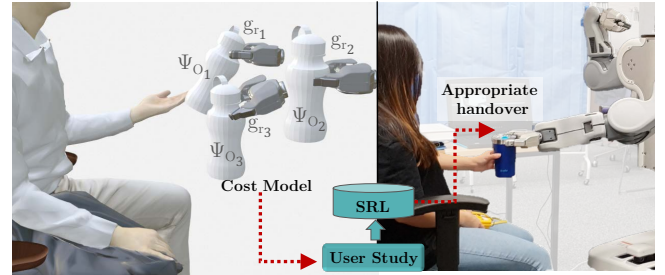 g_{r_1}
g_{r_2}
Ψ_{O_1}
g_{r_3}
Ψ_{O_2}
Ψ_{O_3}
Cost Model
Appropriate
handover
SRL
User Study